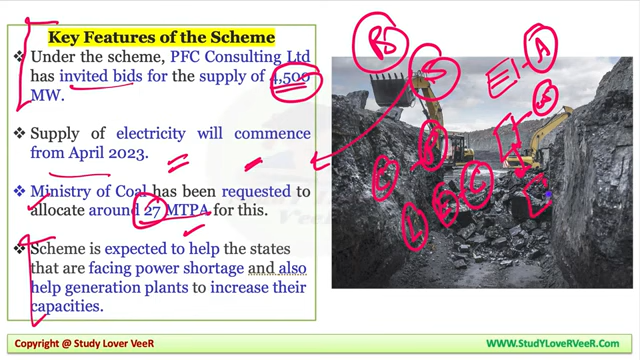 Key Features of the Scheme
❖ Under the scheme, PFC Consulting Ltd
has invited bids for the supply of 4,500
MW.
❖ Supply of electricity will commence
from April 2023.
❖ Ministry of Coal has been requested to
allocate around 27 MTPA for this.
❖ Scheme is expected to help the states
that are facing power shortage and also
help generation plants to increase their
capacities.
Copyright @ Study Lover VeeR
WWW.StudyLoveRVeeR.Com